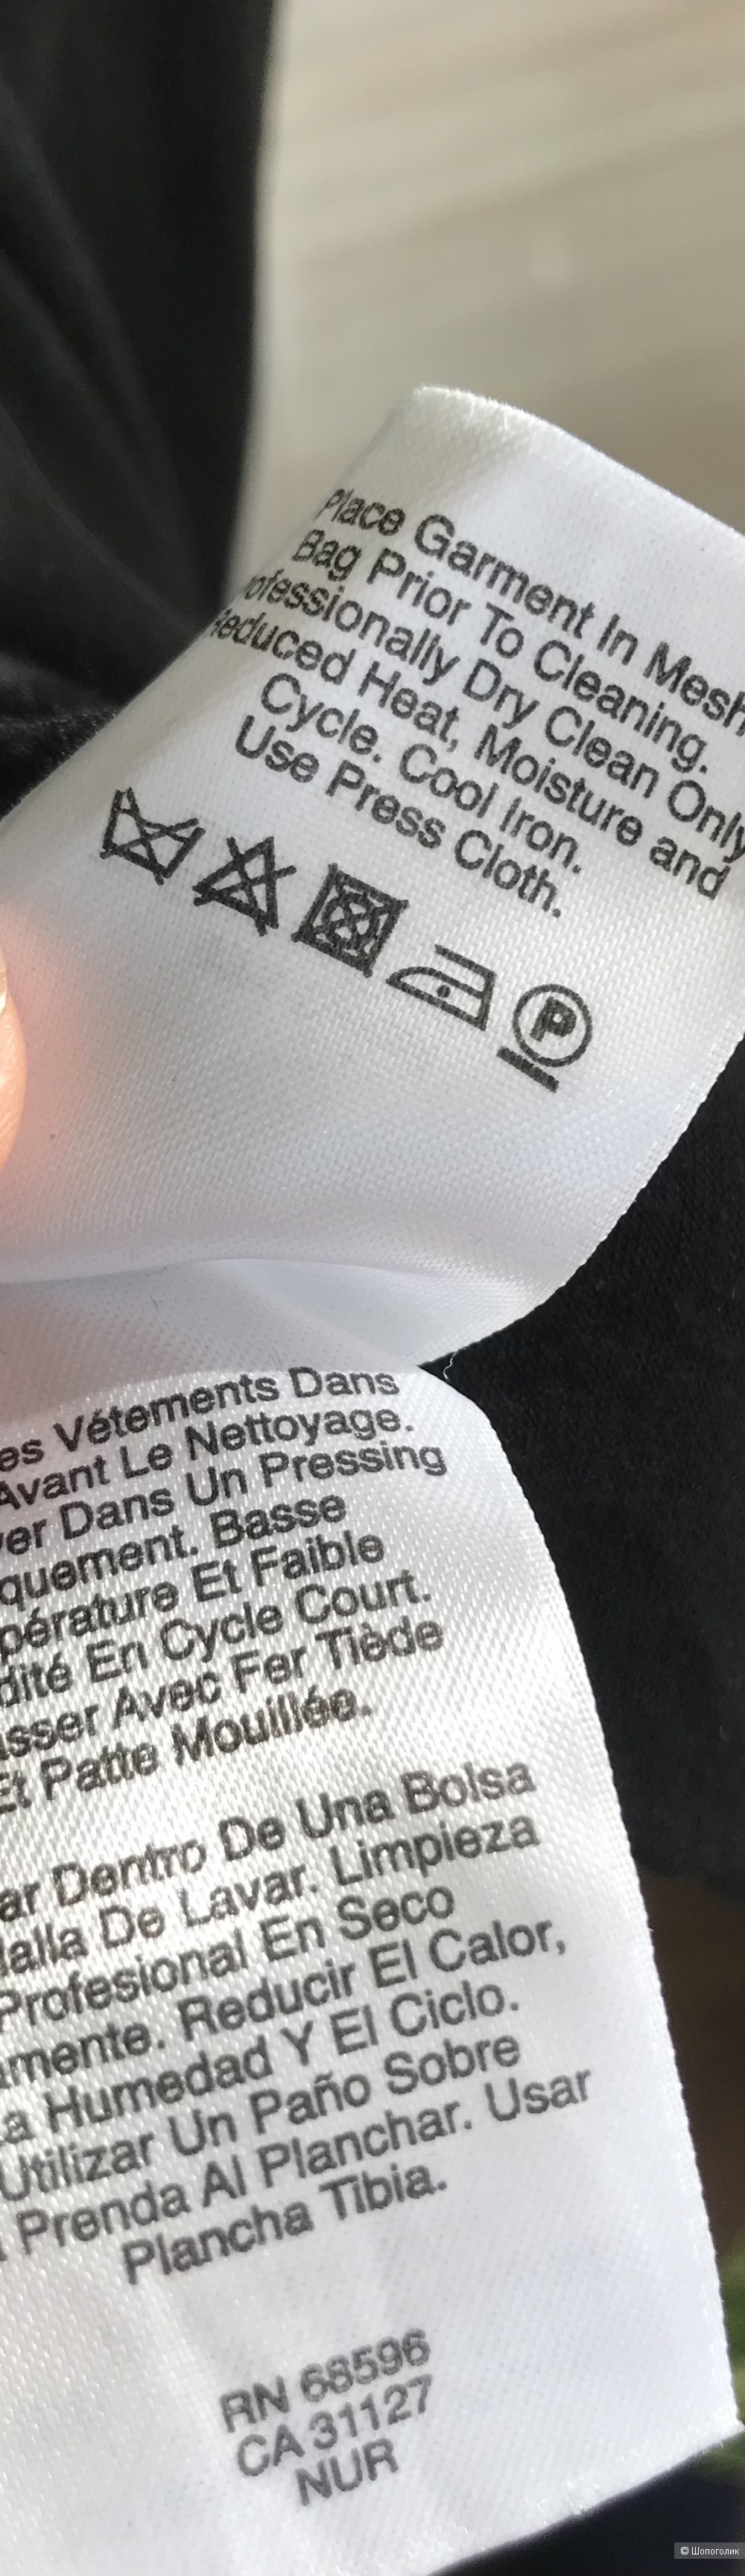 Place Garment In Mesh
Bag Prior To Cleaning.
rofessionally Dry Clean Only
Reduced Heat, Moisture and
Cycle. Cool Iron.
Use Press Cloth.
P
es Vétements Dans
Avant Le Nettoyage.
er Dans Un Pressing
quement. Basse
pérature Et Faible
dité En Cycle Court.
sser Avec Fer Tiède
Et Patte Mouillée.
ar Dentro De Una Bolsa
alla De Lavar. Limpieza
Profesional En Seco
amente. Reducir El Calor,
La Humedad Y El Ciclo.
Utilizar Un Paño Sobre
Prenda Al Planchar. Usar
Plancha Tibia.
RN 68596
CA 31127
NUR
© Шопоголик